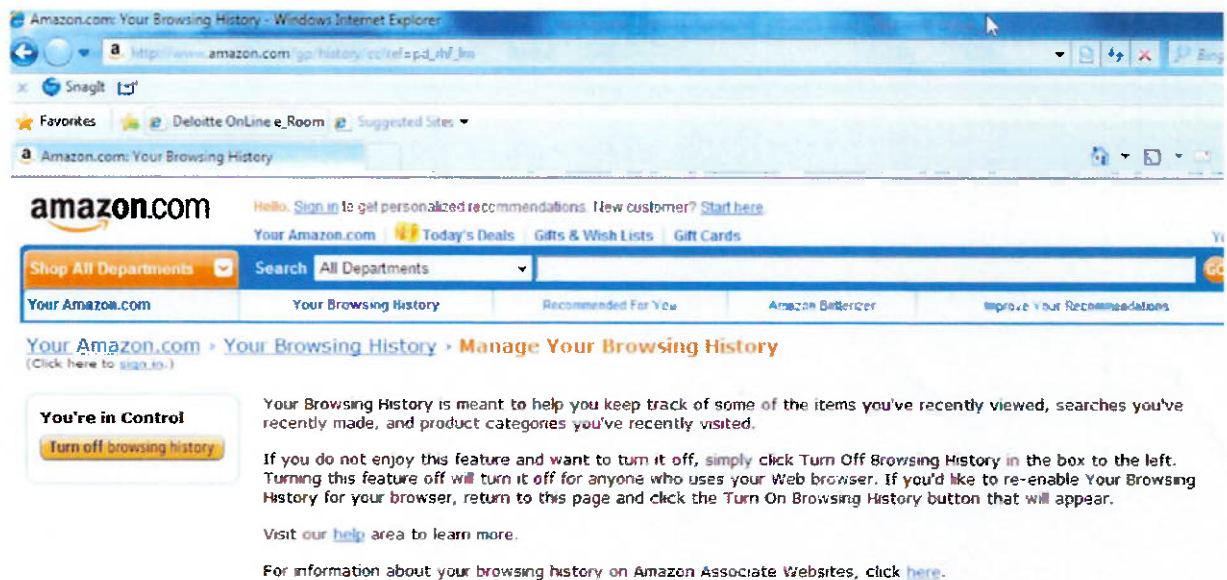 Amazon.com: Your Browsing History - Windows Internet Explorer
a http://www.amazon.com/gp/history/cc/ref=pd_rhf_lm
Bing
x SnagIt
Favorites Deloitte OnLine e_Room Suggested Sites
a Amazon.com: Your Browsing History
amazon.com
Hello. Sign in to get personalized recommendations. New customer? Start here
Your Amazon.com Today's Deals Gifts & Wish Lists Gift Cards
Shop All Departments Search All Departments GO
Your Amazon.com Your Browsing History Recommended For You Amazon Betterizer Improve Your Recommendations
Your Amazon.com › Your Browsing History › Manage Your Browsing History
(Click here to sign in.)
You're in Control
Turn off browsing history
Your Browsing History is meant to help you keep track of some of the items you've recently viewed, searches you've
recently made, and product categories you've recently visited.
If you do not enjoy this feature and want to turn it off, simply click Turn Off Browsing History in the box to the left.
Turning this feature off will turn it off for anyone who uses your Web browser. If you'd like to re-enable Your Browsing
History for your browser, return to this page and click the Turn On Browsing History button that will appear.
Visit our help area to learn more.
For information about your browsing history on Amazon Associate Websites, click here.